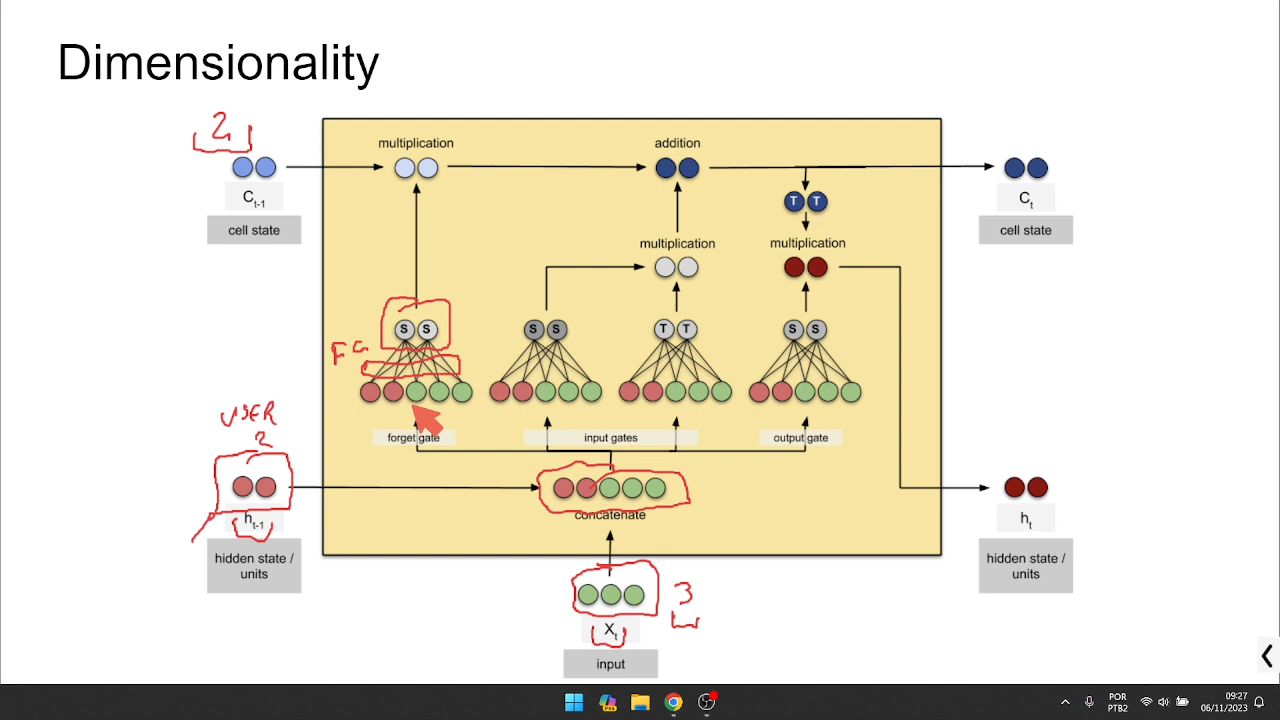 Dimensionality
2
multiplication
addition
C t-1
cell state
T T
C t
cell state
multiplication
multiplication
S S
S S
T T
S S
FG
forget gate
input gates
output gate
USER
2
h t-1
hidden state /
units
concatenate
h t
hidden state /
units
3
X t
input
POR
PTB2
09:27
06/11/2023